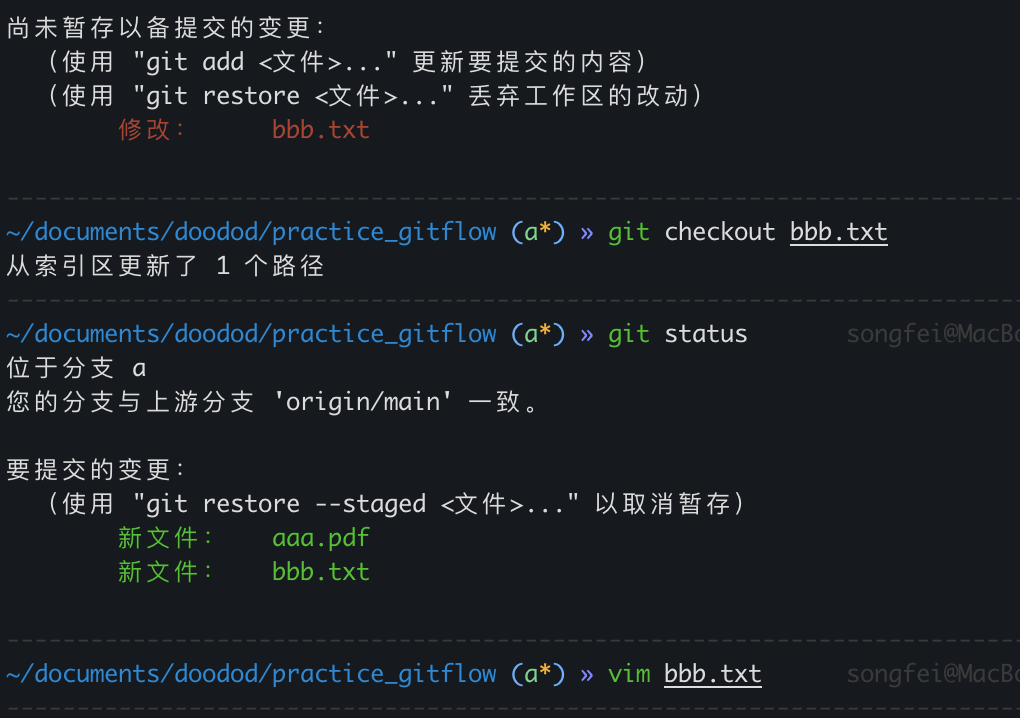 尚未暂存以备提交的变更：
（使用 "git add <文件>..." 更新要提交的内容）
（使用 "git restore <文件>..." 丢弃工作区的改动）
修改： bbb.txt
~/documents/doodod/practice_gitflow (a*) » git checkout bbb.txt
从索引区更新了 1 个路径
~/documents/doodod/practice_gitflow (a*) » git status songfei@MacBo
位于分支 a
您的分支与上游分支 'origin/main' 一致。
要提交的变更：
（使用 "git restore --staged <文件>..." 以取消暂存）
新文件： aaa.pdf
新文件： bbb.txt
~/documents/doodod/practice_gitflow (a*) » vim bbb.txt songfei@MacBo